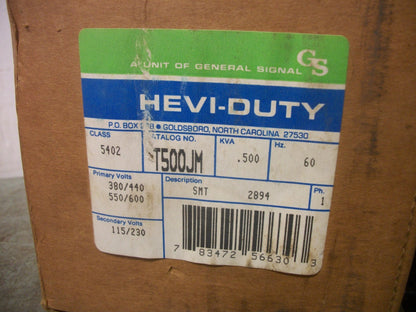 A UNIT OF GENERAL SIGNAL GS
HEVI-DUTY
P.O. BOX 268 • GOLDSBORO, NORTH CAROLINA 27530
CLASS CATALOG NO. KVA Hz.
5402 T500JM .500 60
Primary Volts Description Ph.
380/440 SMT 2894 1
550/600
Secondary Volts
115/230
7 83472 56630 3